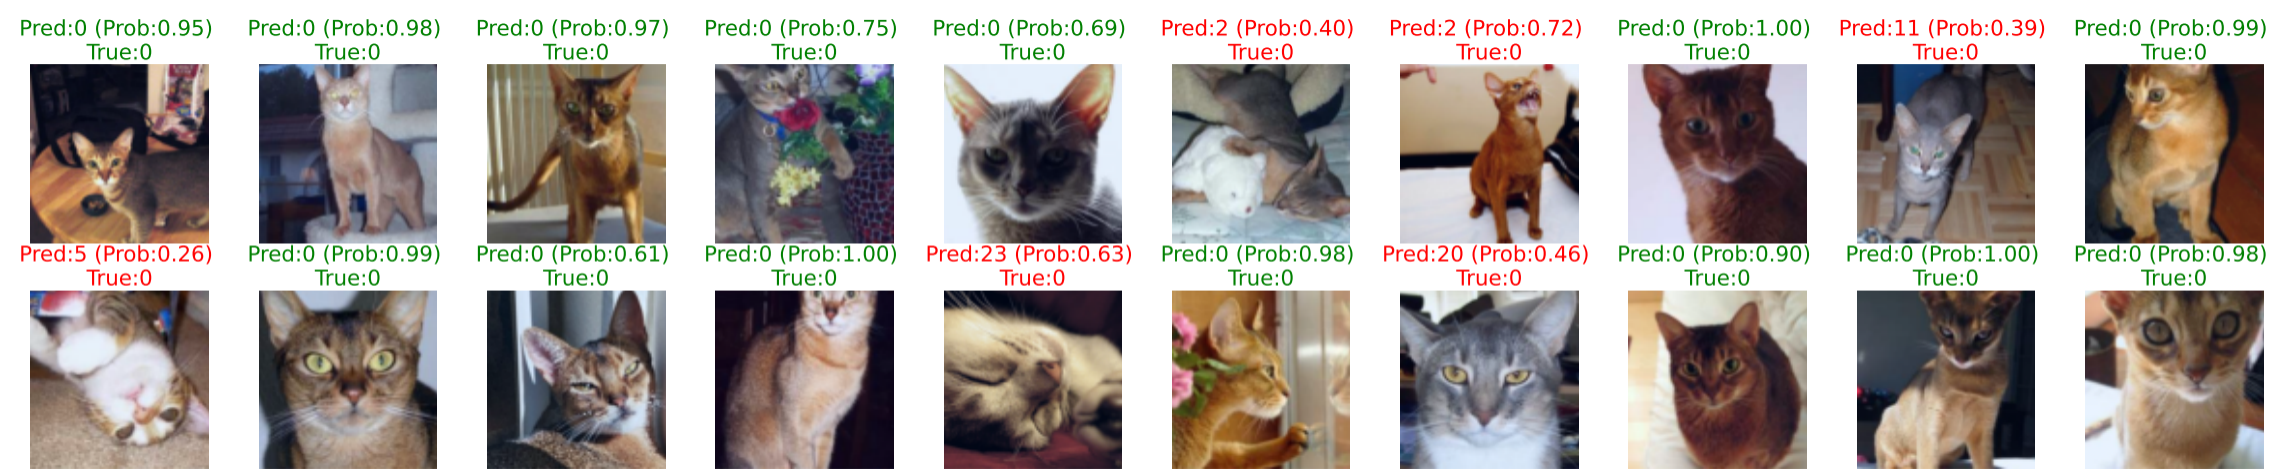 Pred:0 (Prob:0.95) Pred:0 (Prob:0.98) Pred:0 (Prob:0.97) Pred:0 (Prob:0.75) Pred:0 (Prob:0.69) Pred:2 (Prob:0.40) Pred:2 (Prob:0.72) Pred:0 (Prob:1.00) Pred:11 (Prob:0.39) Pred:0 (Prob:0.99)
True:0 True:0 True:0 True:0 True:0 True:0 True:0 True:0 True:0 True:0
Pred:5 (Prob:0.26) Pred:0 (Prob:0.99) Pred:0 (Prob:0.61) Pred:0 (Prob:1.00) Pred:23 (Prob:0.63) Pred:0 (Prob:0.98) Pred:20 (Prob:0.46) Pred:0 (Prob:0.90) Pred:0 (Prob:1.00) Pred:0 (Prob:0.98)
True:0 True:0 True:0 True:0 True:0 True:0 True:0 True:0 True:0 True:0